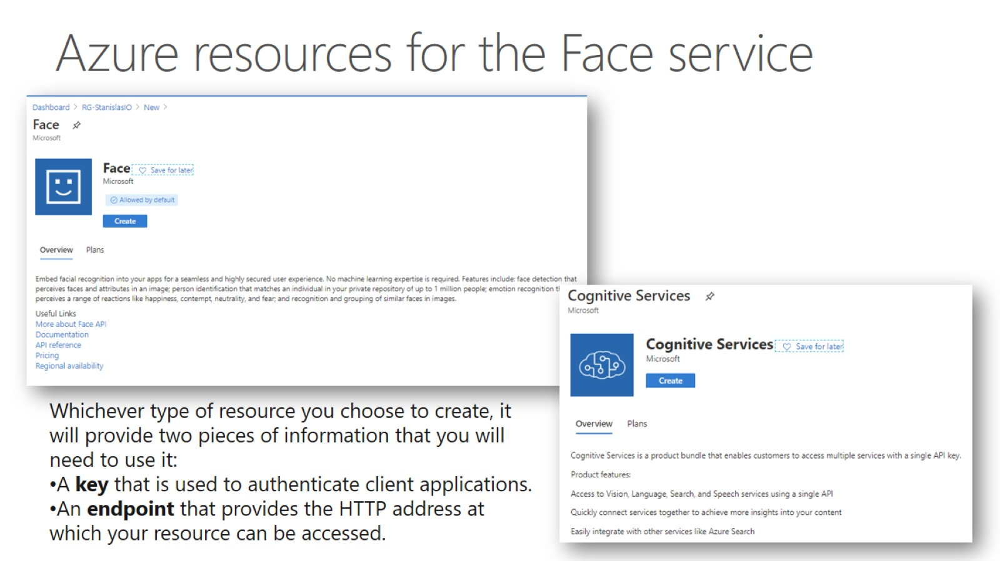 Azure resources for the Face service
Dashboard > RG-StanislasIO > New >
Face
Microsoft
Face
Save for later
Microsoft
Allowed by default
Create
Overview Plans
Embed facial recognition into your apps for a seamless and highly secured user experience. No machine learning expertise is required. Features include: face detection that
perceives faces and attributes in an image; person identification that matches an individual in your private repository of up to 1 million people; emotion recognition
perceives a range of reactions like happiness, contempt, neutrality, and fear; and recognition and grouping of similar faces in images.
Useful Links
More about Face API
Documentation
API reference
Pricing
Regional availability
Whichever type of resource you choose to create, it
will provide two pieces of information that you will
need to use it:
•A key that is used to authenticate client applications.
•An endpoint that provides the HTTP address at
which your resource can be accessed.
Cognitive Services
Microsoft
Cognitive Services
Save for later
Microsoft
Create
Overview Plans
Cognitive Services is a product bundle that enables customers to access multiple services with a single API key.
Product features:
Access to Vision, Language, Search, and Speech services using a single API
Quickly connect services together to achieve more insights into your content
Easily integrate with other services like Azure Search